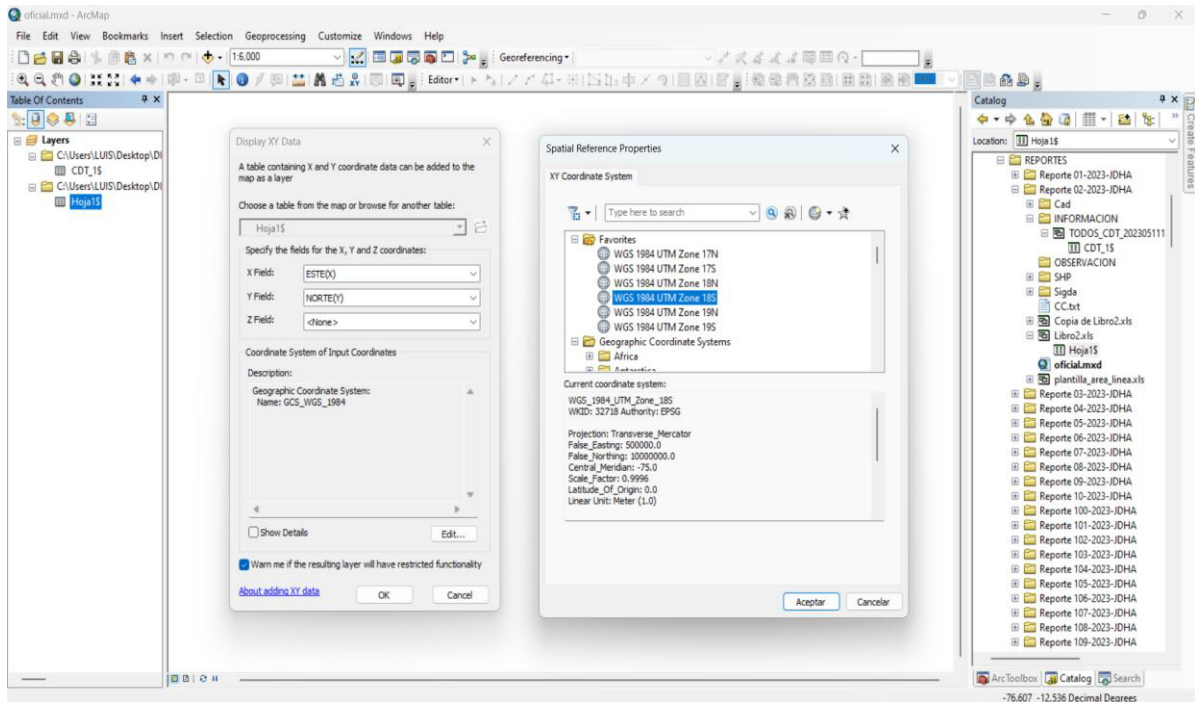 oficial.mxd - ArcMap
File Edit View Bookmarks Insert Selection Geoprocessing Customize Windows Help
1:6,000
Georeferencing
Editor
Table Of Contents
Layers
C:\Users\LUIS\Desktop\DI
CDT_1$
C:\Users\LUIS\Desktop\DI
Hoja1$
Display XY Data
A table containing X and Y coordinate data can be added to the
map as a layer
Choose a table from the map or browse for another table:
Hoja1$
Specify the fields for the X, Y and Z coordinates:
X Field: ESTE(X)
Y Field: NORTE(Y)
Z Field: <None>
Coordinate System of Input Coordinates
Description:
Geographic Coordinate System:
Name: GCS_WGS_1984
Show Details
Edit...
Warn me if the resulting layer will have restricted functionality
About adding XY data
OK
Cancel
Spatial Reference Properties
XY Coordinate System
Type here to search
Favorites
WGS 1984 UTM Zone 17N
WGS 1984 UTM Zone 17S
WGS 1984 UTM Zone 18N
WGS 1984 UTM Zone 18S
WGS 1984 UTM Zone 19N
WGS 1984 UTM Zone 19S
Geographic Coordinate Systems
Africa
Antarctica
Current coordinate system:
WGS_1984_UTM_Zone_18S
WKID: 32718 Authority: EPSG
Projection: Transverse_Mercator
False_Easting: 500000.0
False_Northing: 10000000.0
Central_Meridian: -75.0
Scale_Factor: 0.9996
Latitude_Of_Origin: 0.0
Linear Unit: Meter (1.0)
Aceptar
Cancelar
Catalog
Location: Hoja1$
REPORTES
Reporte 01-2023-JDHA
Reporte 02-2023-JDHA
Cad
INFORMACION
TODOS_CDT_202305111
CDT_1$
OBSERVACION
SHP
Sigda
CC.txt
Copia de Libro2.xls
Libro2.xls
Hoja1$
oficial.mxd
plantilla_area_linea.xls
Reporte 03-2023-JDHA
Reporte 04-2023-JDHA
Reporte 05-2023-JDHA
Reporte 06-2023-JDHA
Reporte 07-2023-JDHA
Reporte 08-2023-JDHA
Reporte 09-2023-JDHA
Reporte 10-2023-JDHA
Reporte 100-2023-JDHA
Reporte 101-2023-JDHA
Reporte 102-2023-JDHA
Reporte 103-2023-JDHA
Reporte 104-2023-JDHA
Reporte 105-2023-JDHA
Reporte 106-2023-JDHA
Reporte 107-2023-JDHA
Reporte 108-2023-JDHA
Reporte 109-2023-JDHA
ArcToolbox Catalog Search
Create Features
-76.607 -12.536 Decimal Degrees